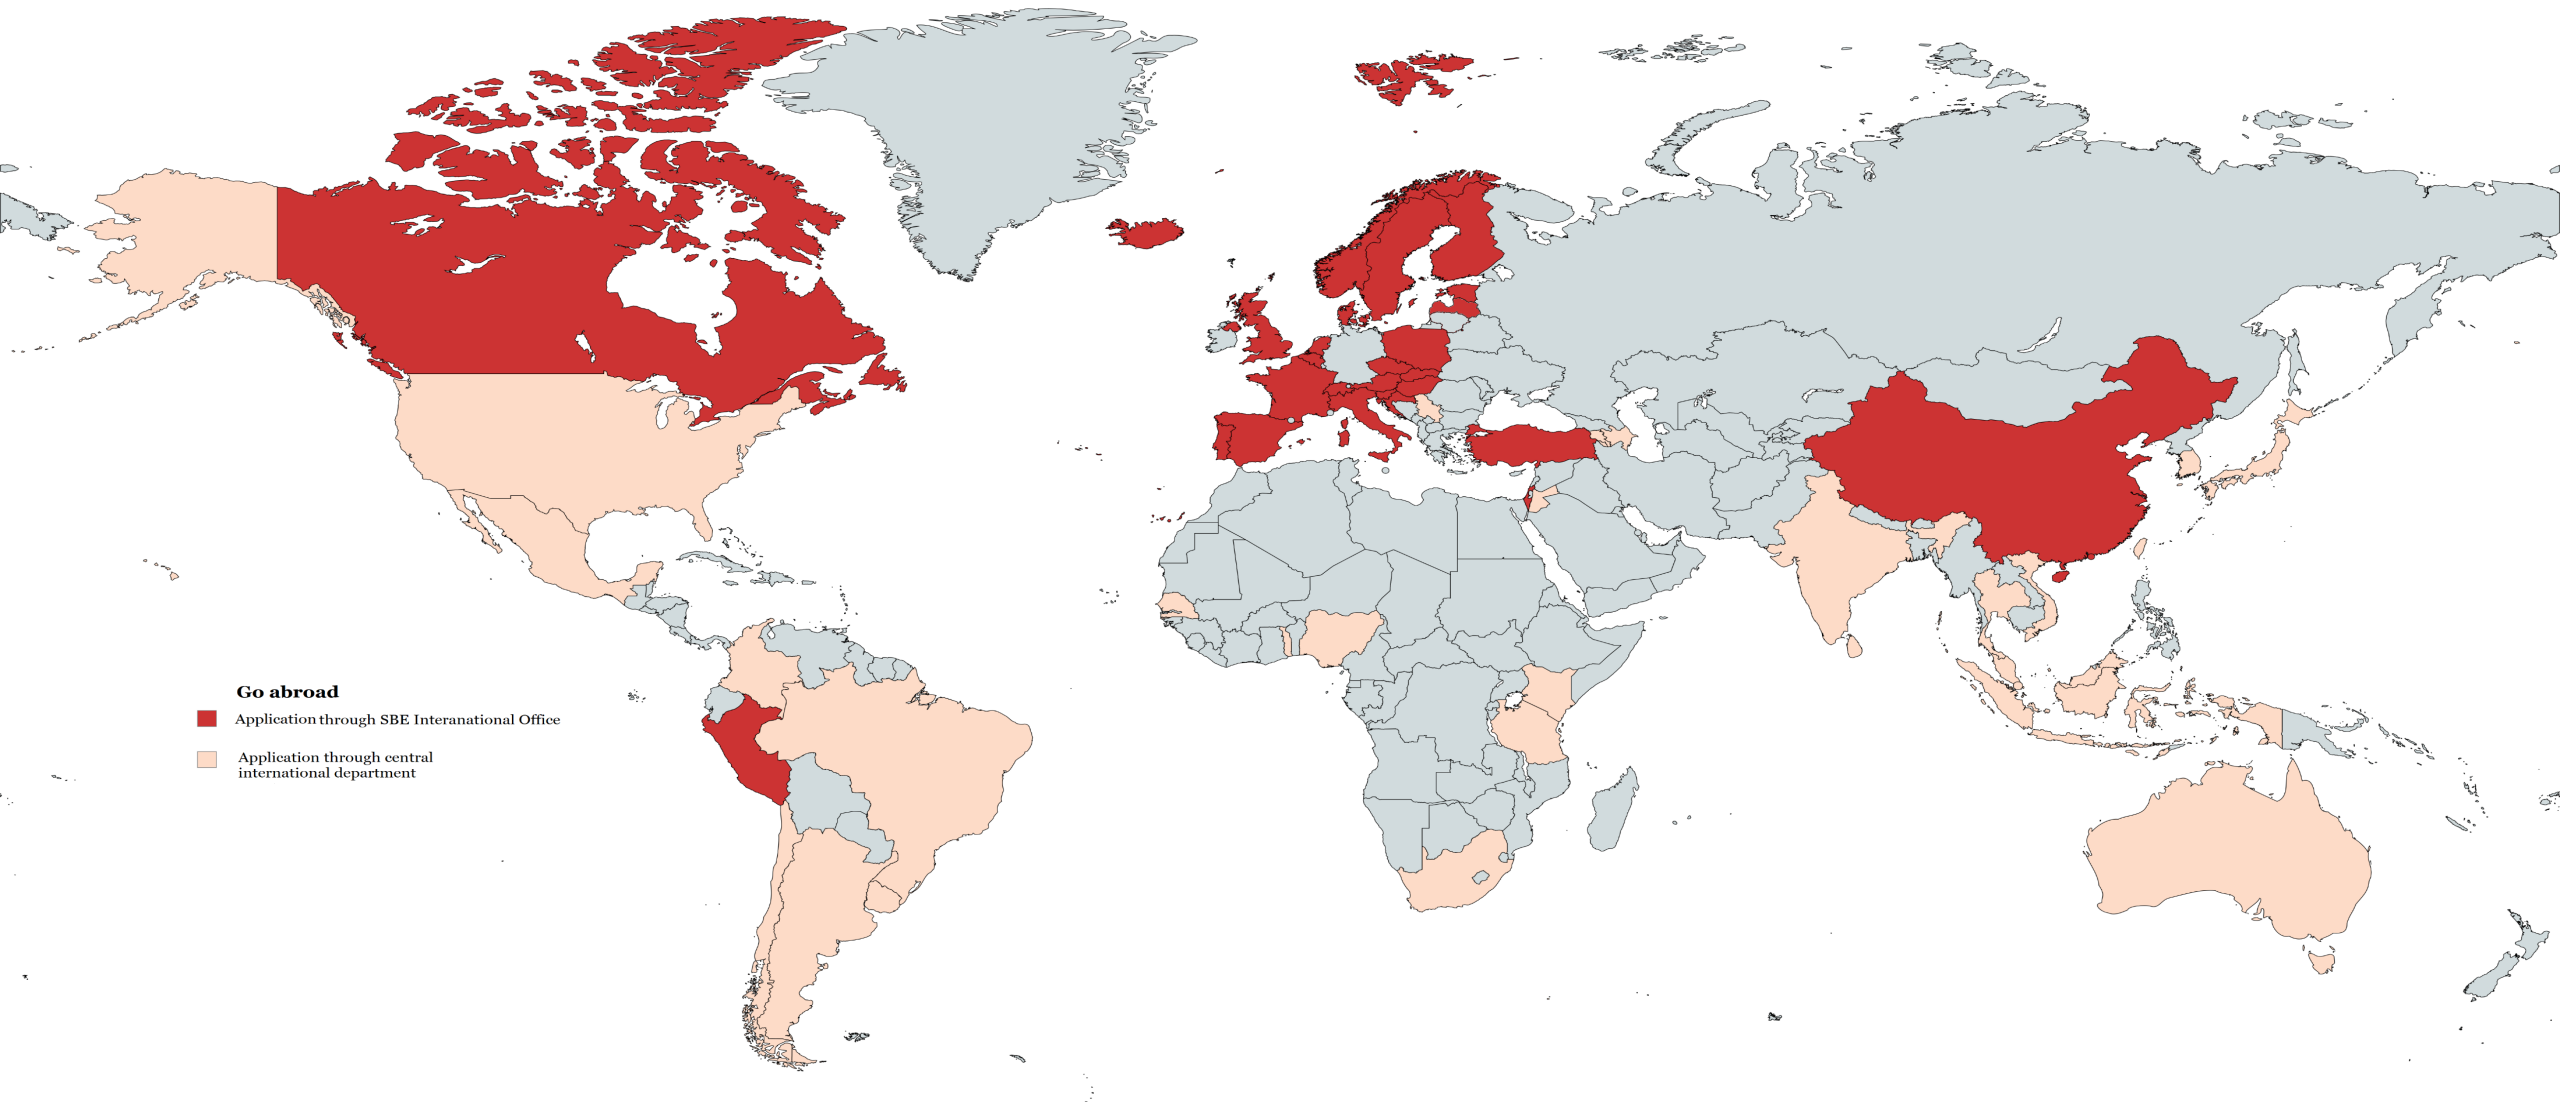 Go abroad
Application through SBE Interanational Office
Application through central
international department